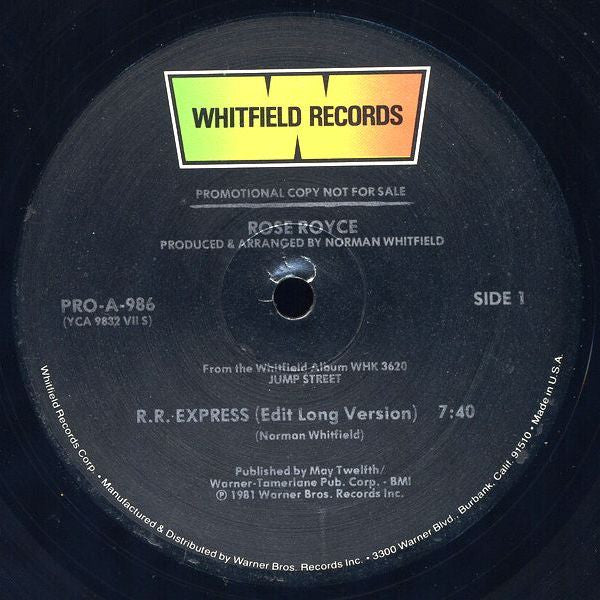 WHITFIELD RECORDS
PROMOTIONAL COPY NOT FOR SALE
ROSE ROYCE
PRODUCED & ARRANGED BY NORMAN WHITFIELD
PRO-A-986
(YCA 9832 VII S)
SIDE 1
From the Whitfield Album WHK 3620
JUMP STREET
R.R. EXPRESS (Edit Long Version) 7:40
(Norman Whitfield)
Published by May Twelfth/
Warner-Tamerlane Pub. Corp. - BMI
℗ 1981 Warner Bros. Records Inc.
Whitfield Records Corp. • Manufactured & Distributed by Warner Bros. Records Inc. • 3300 Warner Blvd., Burbank, Calif. 91510 • Made in U.S.A.